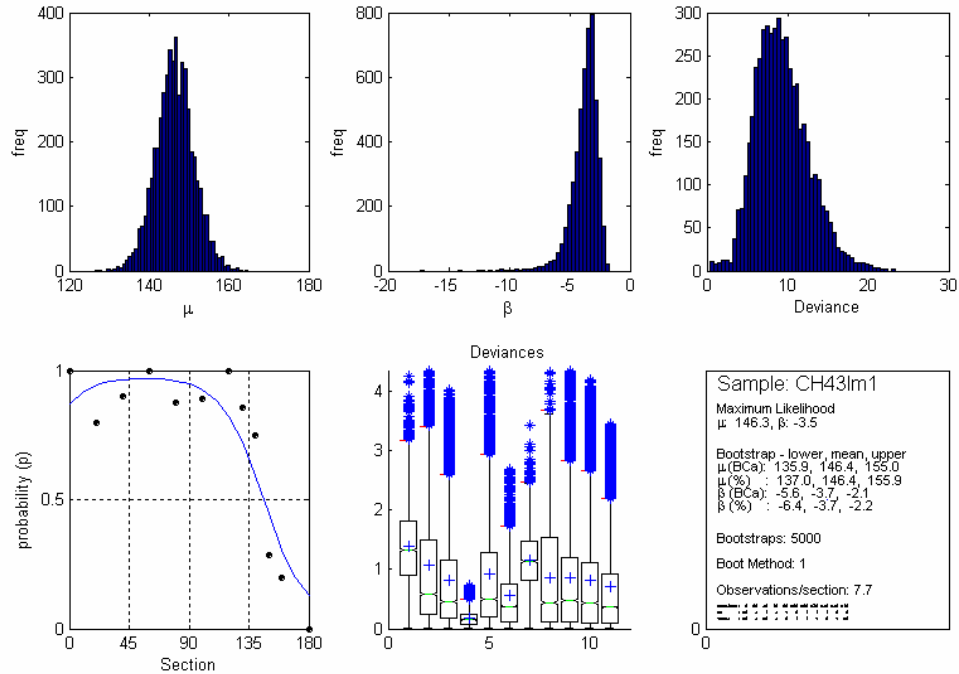 400
300
200
100
0
freq
120
140
160
180
μ
800
600
400
200
0
freq
-20
-15
-10
-5
0
β
300
250
200
150
100
50
0
freq
0
10
20
30
Deviance
1
0.5
0
probability (p)
0
45
90
135
180
Section
Deviances
4
3
2
1
0
0
5
10
Sample: CH43lm1
Maximum Likelihood
μ: 146.3, β: -3.5
Bootstrap - lower, mean, upper
μ(BCa): 135.9, 146.4, 155.0
μ(%) : 137.0, 146.4, 155.9
β(BCa): -5.6, -3.7, -2.1
β(%) : -6.4, -3.7, -2.2
Bootstraps: 5000
Boot Method: 1
Observations/section: 7.7
0
0